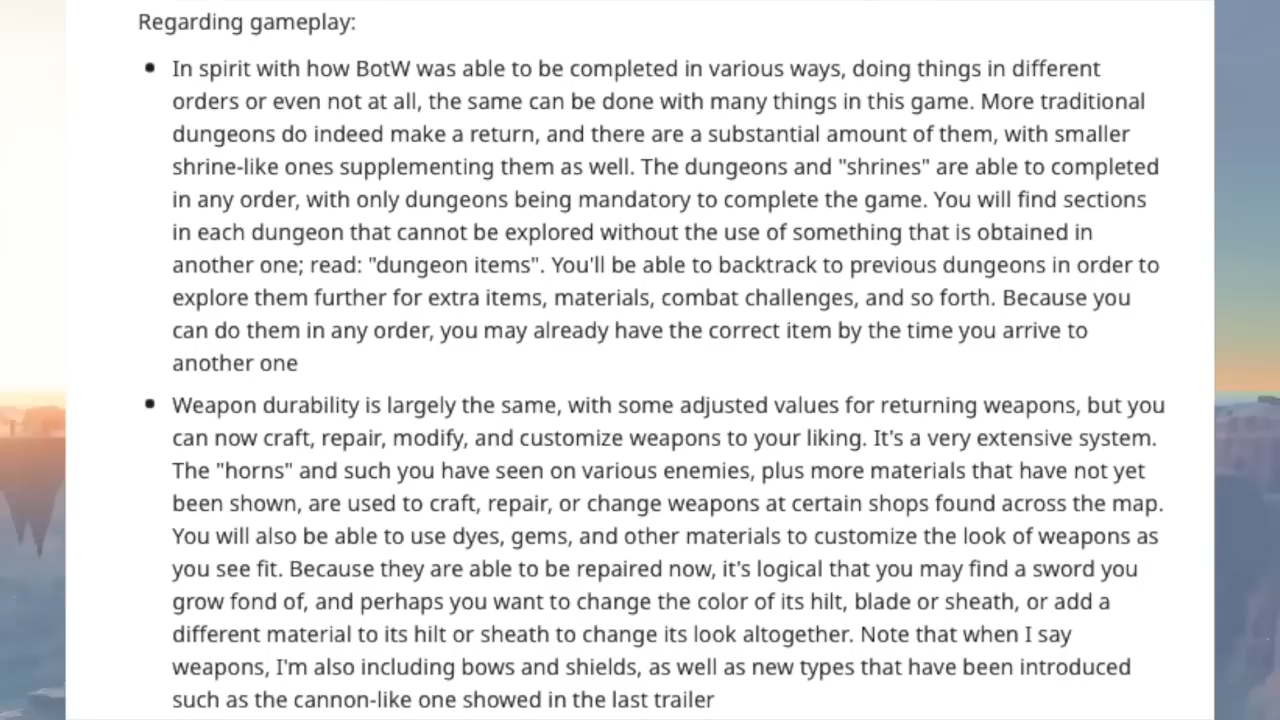 Regarding gameplay:
• In spirit with how BotW was able to be completed in various ways, doing things in different
orders or even not at all, the same can be done with many things in this game. More traditional
dungeons do indeed make a return, and there are a substantial amount of them, with smaller
shrine-like ones supplementing them as well. The dungeons and "shrines" are able to completed
in any order, with only dungeons being mandatory to complete the game. You will find sections
in each dungeon that cannot be explored without the use of something that is obtained in
another one; read: "dungeon items". You'll be able to backtrack to previous dungeons in order to
explore them further for extra items, materials, combat challenges, and so forth. Because you
can do them in any order, you may already have the correct item by the time you arrive to
another one
• Weapon durability is largely the same, with some adjusted values for returning weapons, but you
can now craft, repair, modify, and customize weapons to your liking. It's a very extensive system.
The "horns" and such you have seen on various enemies, plus more materials that have not yet
been shown, are used to craft, repair, or change weapons at certain shops found across the map.
You will also be able to use dyes, gems, and other materials to customize the look of weapons as
you see fit. Because they are able to be repaired now, it's logical that you may find a sword you
grow fond of, and perhaps you want to change the color of its hilt, blade or sheath, or add a
different material to its hilt or sheath to change its look altogether. Note that when I say
weapons, I'm also including bows and shields, as well as new types that have been introduced
such as the cannon-like one showed in the last trailer